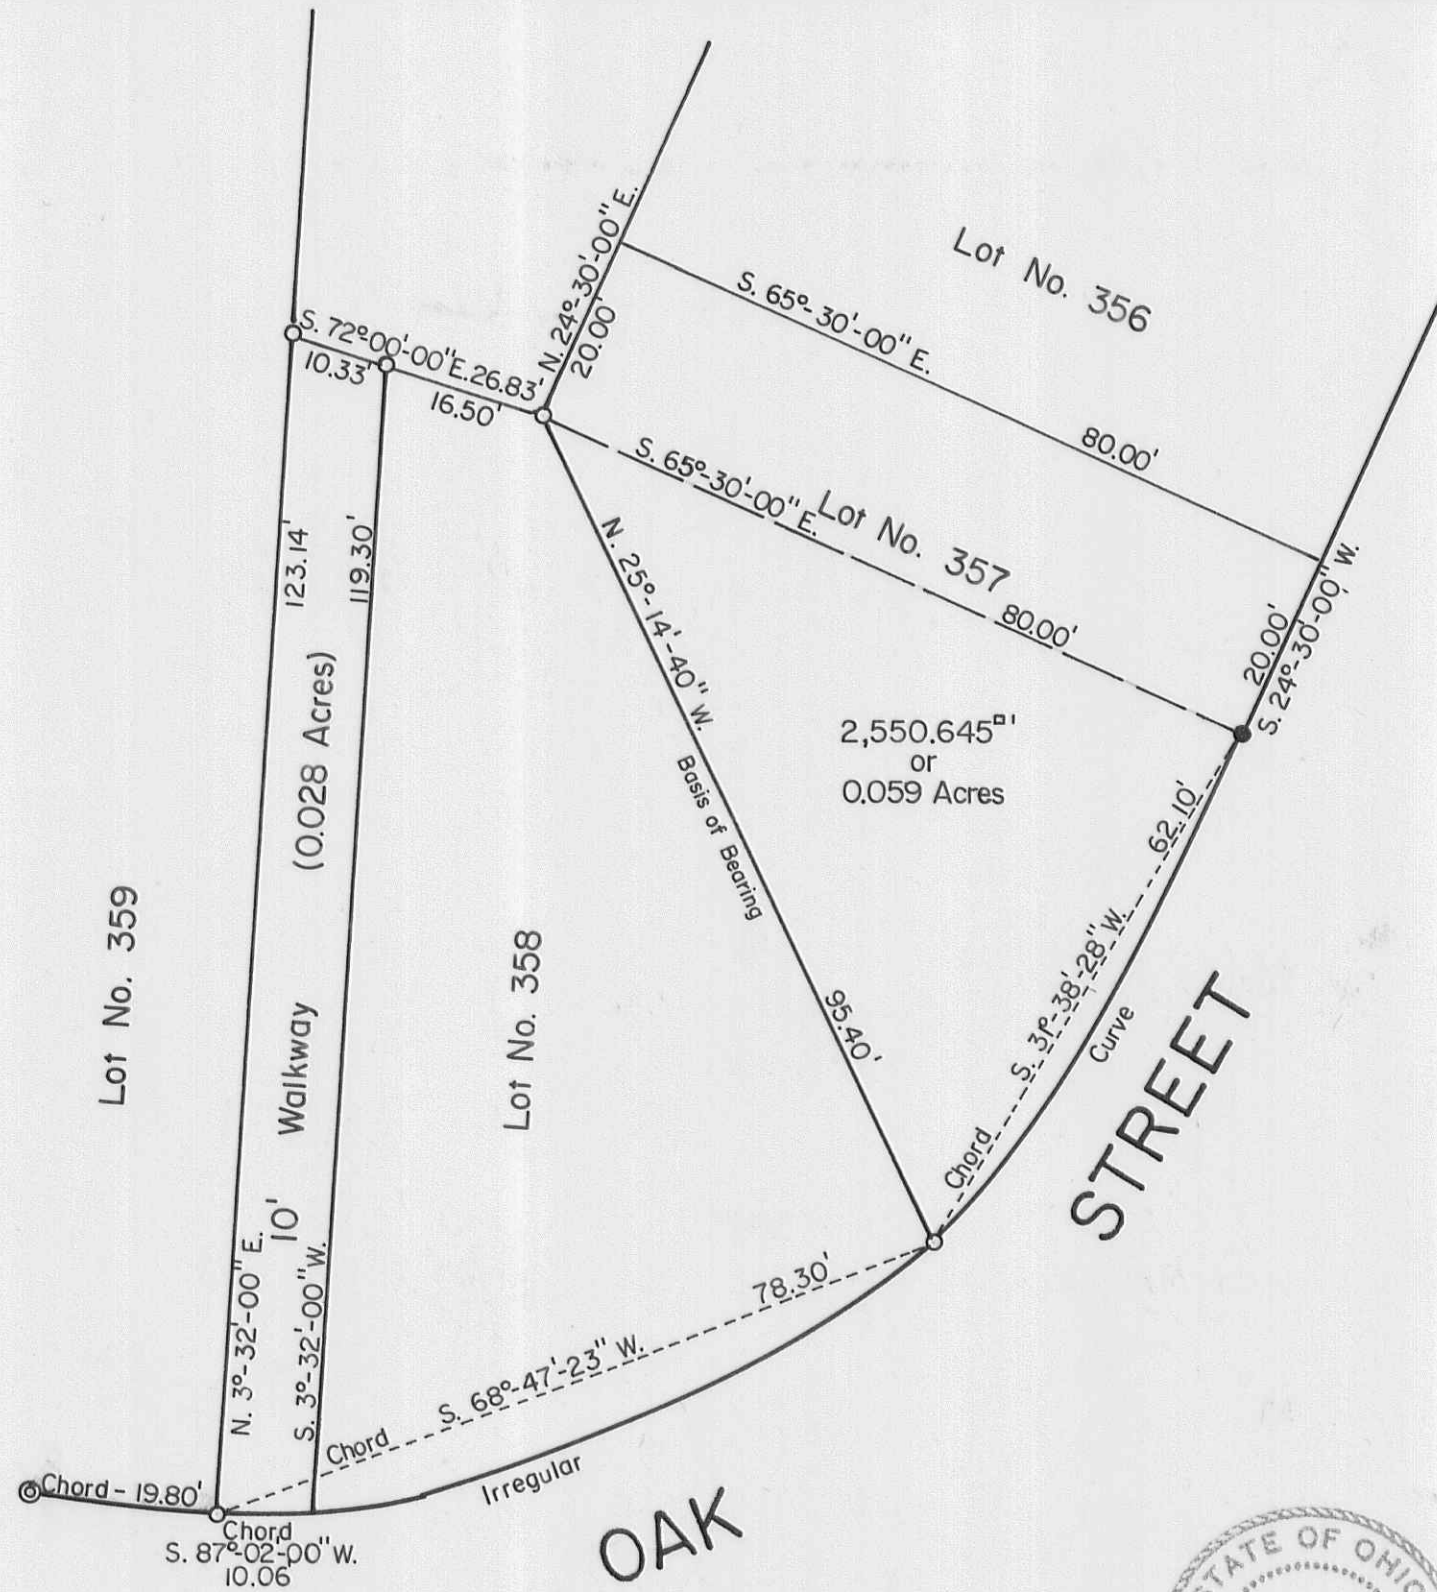 Lot No. 356
N. 24°-30'-00" E.
20.00'
S. 65°-30'-00" E.
80.00'
S. 72°-00'-00" E. 26.83'
10.33'
16.50'
S. 65°-30'-00" E.
80.00'
Lot No. 357
20.00'
S. 24°-30'-00" W.
123.14'
119.30'
(0.028 Acres)
Walkway
10'
N. 3°-32'-00" E.
S. 3°-32'-00" W.
Lot No. 359
Lot No. 358
N. 25°-14'-40" W.
Basis of Bearing
95.40'
2,550.645□'
or
0.059 Acres
62.10'
S. 31°-38'-28" W.
Chord
Curve
STREET
78.30'
S. 68°-47'-23" W.
Chord
Irregular
OAK
Chord - 19.80'
Chord
S. 87°-02'-00" W.
10.06'
STATE OF OHIO